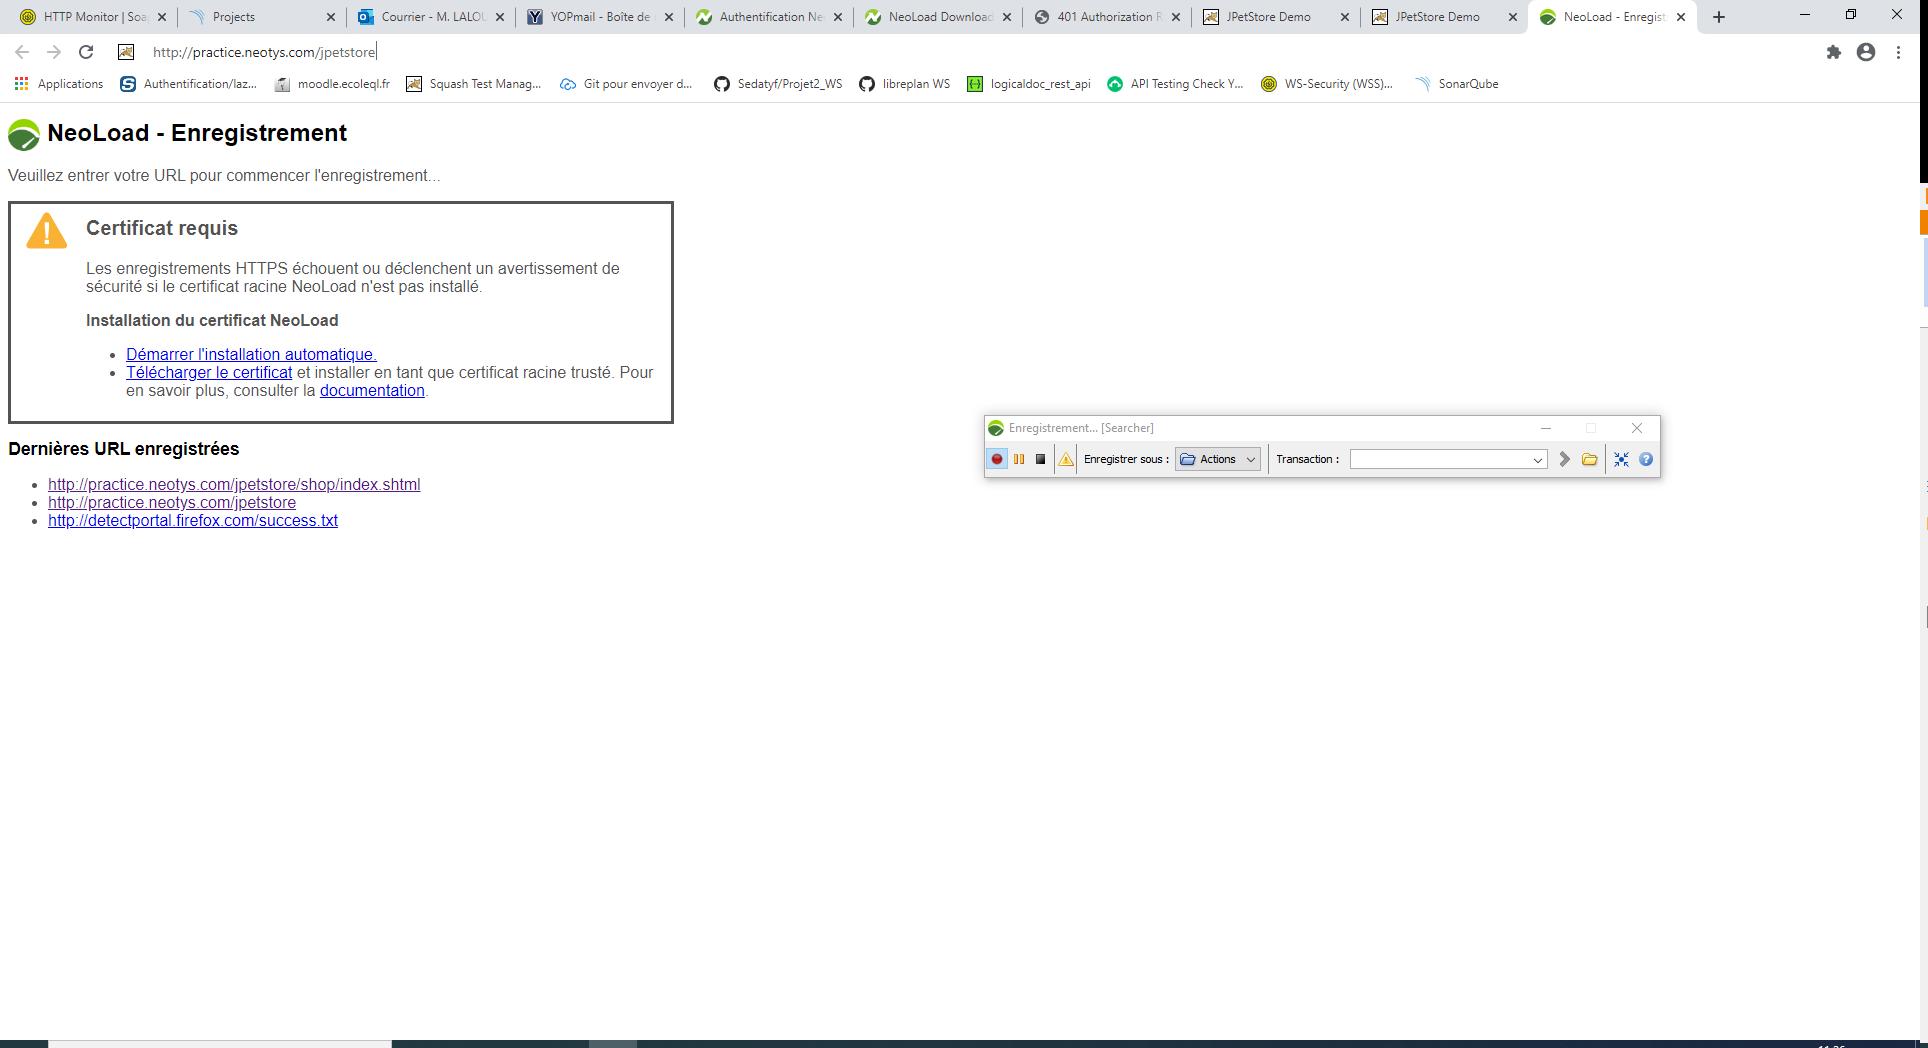 HTTP Monitor | Soa
Projects
Courrier - M. LALOU
YOPmail - Boîte de
Authentification Ne
NeoLoad Download
401 Authorization R
JPetStore Demo
JPetStore Demo
NeoLoad - Enregist
http://practice.neotys.com/jpetstore
Applications
Authentification/laz...
moodle.ecoleql.fr
Squash Test Manag...
Git pour envoyer d...
Sedatyf/Projet2_WS
libreplan WS
logicaldoc_rest_api
API Testing Check Y...
WS-Security (WSS)...
SonarQube
NeoLoad - Enregistrement
Veuillez entrer votre URL pour commencer l'enregistrement...
Certificat requis
Les enregistrements HTTPS échouent ou déclenchent un avertissement de
sécurité si le certificat racine NeoLoad n'est pas installé.
Installation du certificat NeoLoad
• Démarrer l'installation automatique.
• Télécharger le certificat et installer en tant que certificat racine trusté. Pour
en savoir plus, consulter la documentation.
Enregistrement... [Searcher]
Enregistrer sous : Actions Transaction :
Dernières URL enregistrées
• http://practice.neotys.com/jpetstore/shop/index.shtml
• http://practice.neotys.com/jpetstore
• http://detectportal.firefox.com/success.txt